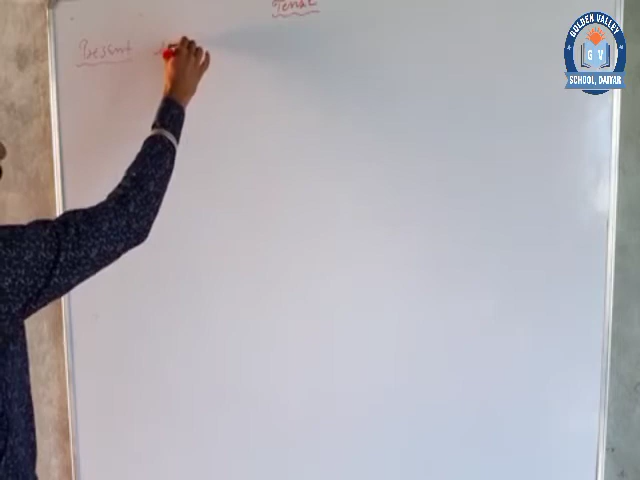 Tense
Present
GOLDEN VALLEY
G V
SCHOOL, DAIYAR